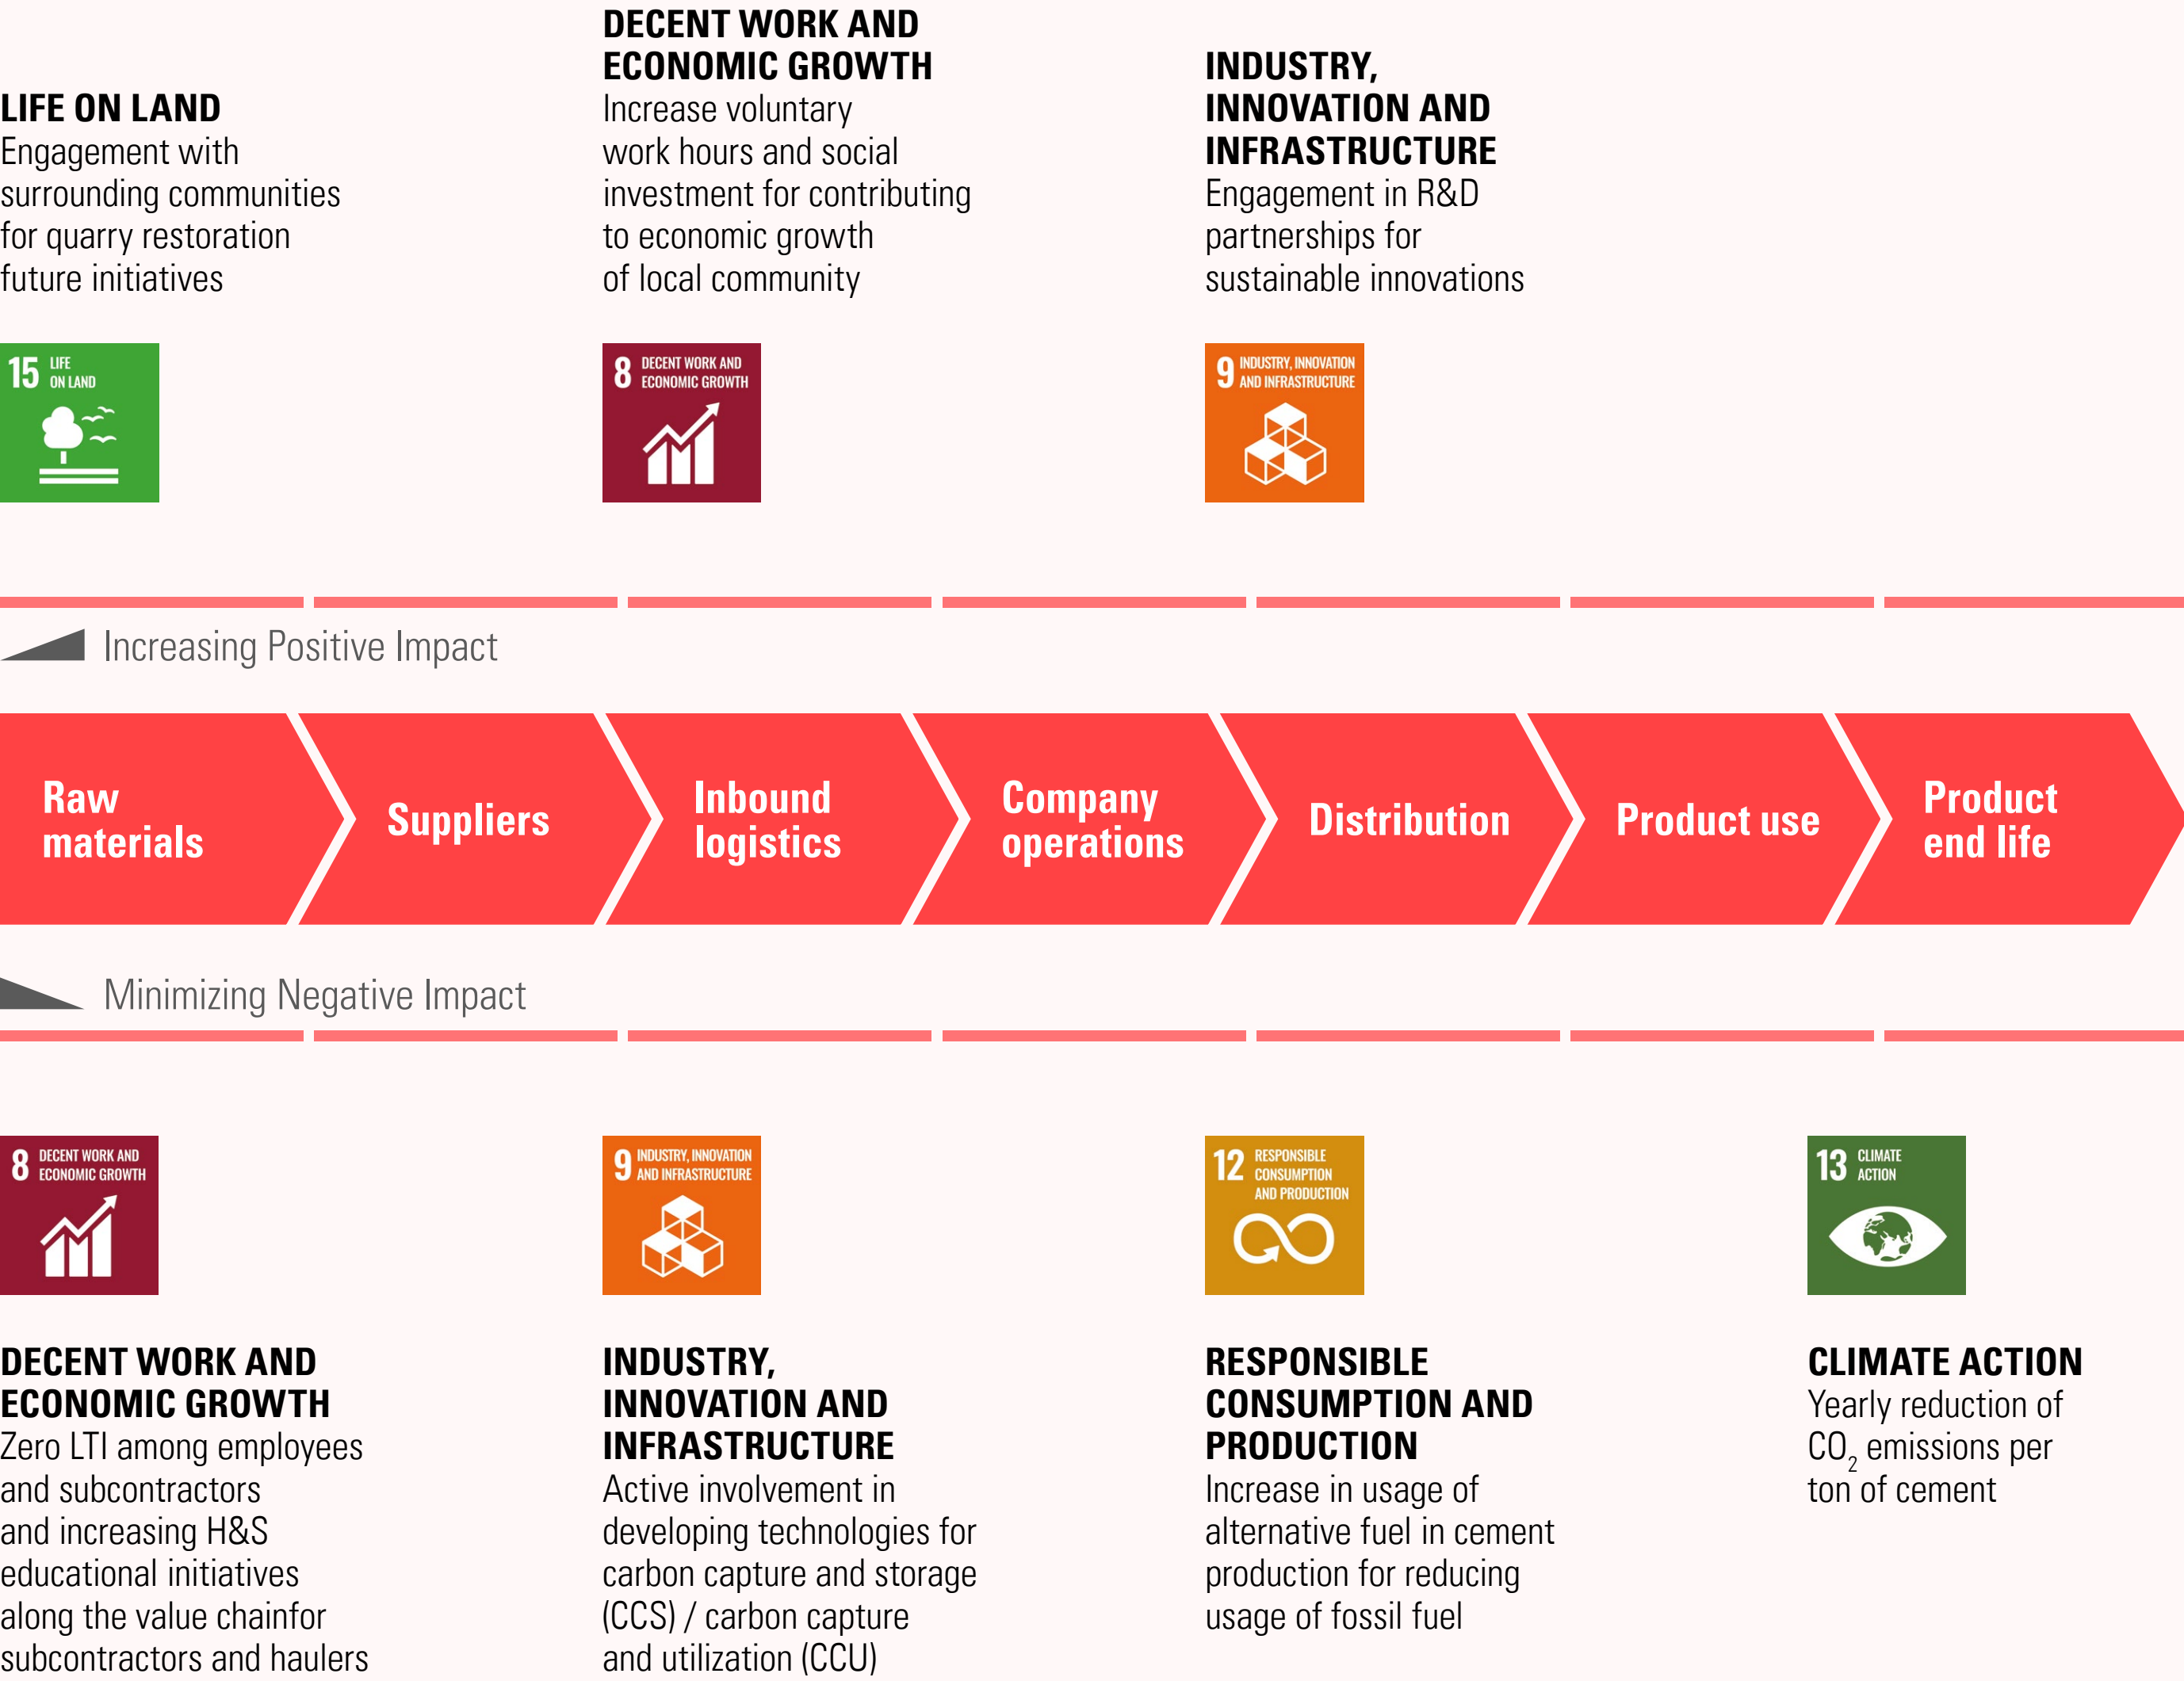 LIFE ON LAND
Engagement with
surrounding communities
for quarry restoration
future initiatives
15 LIFE
ON LAND
DECENT WORK AND
ECONOMIC GROWTH
Increase voluntary
work hours and social
investment for contributing
to economic growth
of local community
8 DECENT WORK AND
ECONOMIC GROWTH
INDUSTRY,
INNOVATION AND
INFRASTRUCTURE
Engagement in R&D
partnerships for
sustainable innovations
9 INDUSTRY, INNOVATION
AND INFRASTRUCTURE
Increasing Positive Impact
Raw
materials
Suppliers
Inbound
logistics
Company
operations
Distribution
Product use
Product
end life
Minimizing Negative Impact
8 DECENT WORK AND
ECONOMIC GROWTH
DECENT WORK AND
ECONOMIC GROWTH
Zero LTI among employees
and subcontractors
and increasing H&S
educational initiatives
along the value chainfor
subcontractors and haulers
9 INDUSTRY, INNOVATION
AND INFRASTRUCTURE
INDUSTRY,
INNOVATION AND
INFRASTRUCTURE
Active involvement in
developing technologies for
carbon capture and storage
(CCS) / carbon capture
and utilization (CCU)
12 RESPONSIBLE
CONSUMPTION
AND PRODUCTION
RESPONSIBLE
CONSUMPTION AND
PRODUCTION
Increase in usage of
alternative fuel in cement
production for reducing
usage of fossil fuel
13 CLIMATE
ACTION
CLIMATE ACTION
Yearly reduction of
CO₂ emissions per
ton of cement